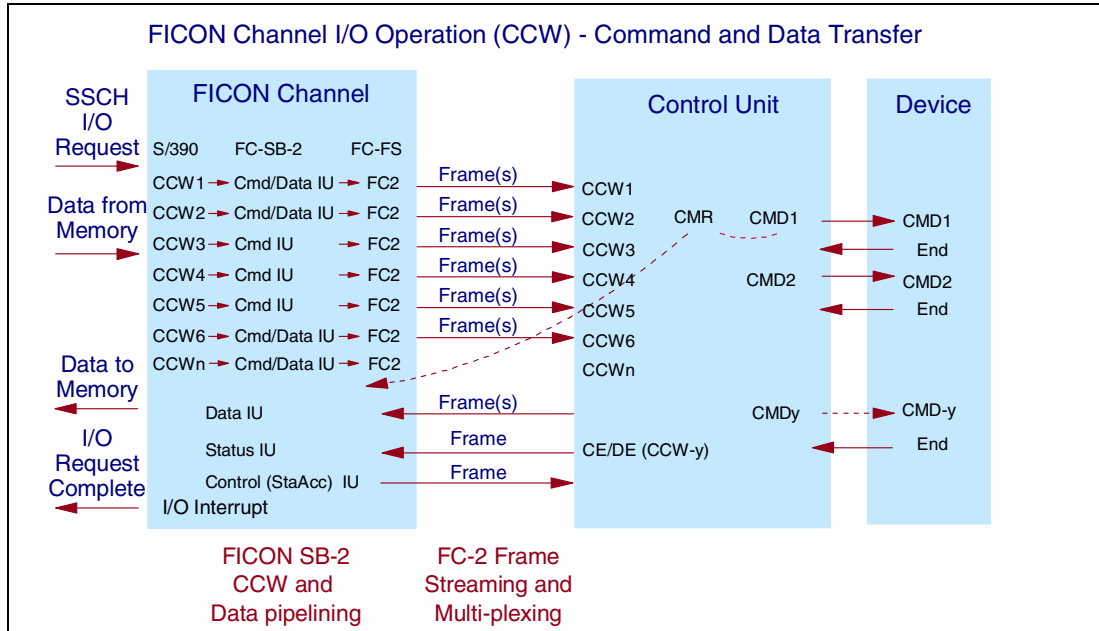 FICON Channel I/O Operation (CCW) - Command and Data Transfer
SSCH
I/O
Request
Data from
Memory
Data to
Memory
I/O
Request
Complete
FICON Channel
S/390 FC-SB-2 FC-FS
CCW1 Cmd/Data IU FC2
CCW2 Cmd/Data IU FC2
CCW3 Cmd IU FC2
CCW4 Cmd IU FC2
CCW5 Cmd IU FC2
CCW6 Cmd/Data IU FC2
CCWn Cmd/Data IU FC2
Data IU
Status IU
Control (StaAcc) IU
I/O Interrupt
Frame(s)
Frame(s)
Frame(s)
Frame(s)
Frame(s)
Frame(s)
Frame(s)
Frame
Frame
Control Unit
CCW1
CCW2
CCW3
CCW4
CCW5
CCW6
CCWn
CMR CMD1
CMD2
CMDy
CE/DE (CCW-y)
Device
CMD1
End
CMD2
End
CMD-y
End
FICON SB-2
CCW and
Data pipelining
FC-2 Frame
Streaming and
Multi-plexing